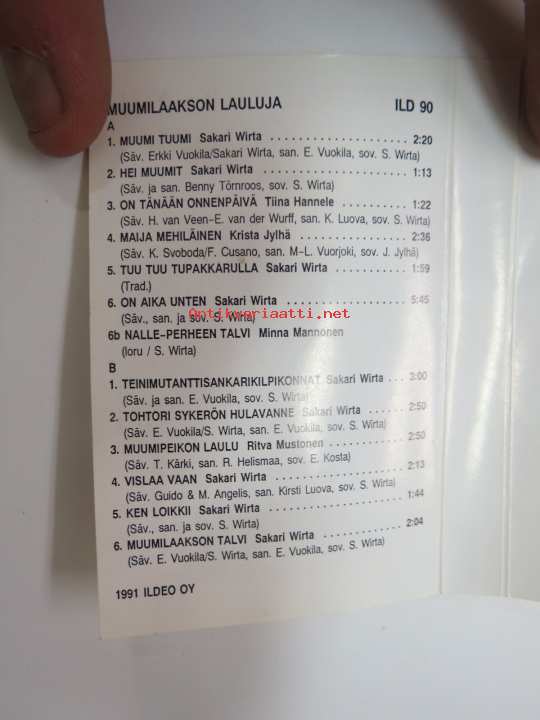 MUUMILAAKSON LAULUJA ILD 90
A
1. MUUMI TUUMI Sakari Wirta . . . . . . . . . . . . . . . . . . . . 2:20
(Säv. Erkki Vuokila/Sakari Wirta, san. E. Vuokila, sov. S. Wirta)
2. HEI MUUMIT Sakari Wirta . . . . . . . . . . . . . . . . . . . . . 1:13
(Säv. ja san. Benny Törnroos, sov. S. Wirta)
3. ON TÄNÄÄN ONNENPÄIVÄ Tiina Hannele . . . . . . . . . . 1:22
(Säv. H. van Veen-E. van der Wurff, san. K. Luova, sov. S. Wirta)
4. MAIJA MEHILÄINEN Krista Jylhä . . . . . . . . . . . . . . . . 2:36
(Säv. K. Svoboda/F. Cusano, san. M-L. Vuorjoki, sov. J. Jylhä)
5. TUU TUU TUPAKKARULLA Sakari Wirta . . . . . . . . . . . 1:59
(Trad.)
6. ON AIKA UNTEN Sakari Wirta . . . . . . . . . . . . . . . . . . 5:45
(Säv., san. ja sov. S. Wirta)
Antikvariaatti.net
6b NALLE-PERHEEN TALVI Minna Mannonen
(loru / S. Wirta)
B
1. TEINIMUTANTTISANKARIKILPIKONNAT Sakari Wirta . . . 3:00
(Säv. ja san. E. Vuokila, sov. S. Wirta)
2. TOHTORI SYKERÖN HULAVANNE Sakari Wirta . . . . . . 2:50
(Säv. E. Vuokila/S. Wirta, san. E. Vuokila, sov. S. Wirta)
3. MUUMIPEIKON LAULU Ritva Mustonen . . . . . . . . . . . . 2:50
(Säv. T. Kärki, san. R. Helismaa, sov. E. Kosta)
4. VISLAA VAAN Sakari Wirta . . . . . . . . . . . . . . . . . . . . 2:13
(Säv. Guido & M. Angelis, san. Kirsti Luova, sov. S. Wirta)
5. KEN LOIKKII Sakari Wirta . . . . . . . . . . . . . . . . . . . . . 1:44
(Säv., san. ja sov. S. Wirta)
6. MUUMILAAKSON TALVI Sakari Wirta . . . . . . . . . . . . . 2:04
(Säv. E. Vuokila/S. Wirta, san. E. Vuokila, sov. S. Wirta)
1991 ILDEO OY